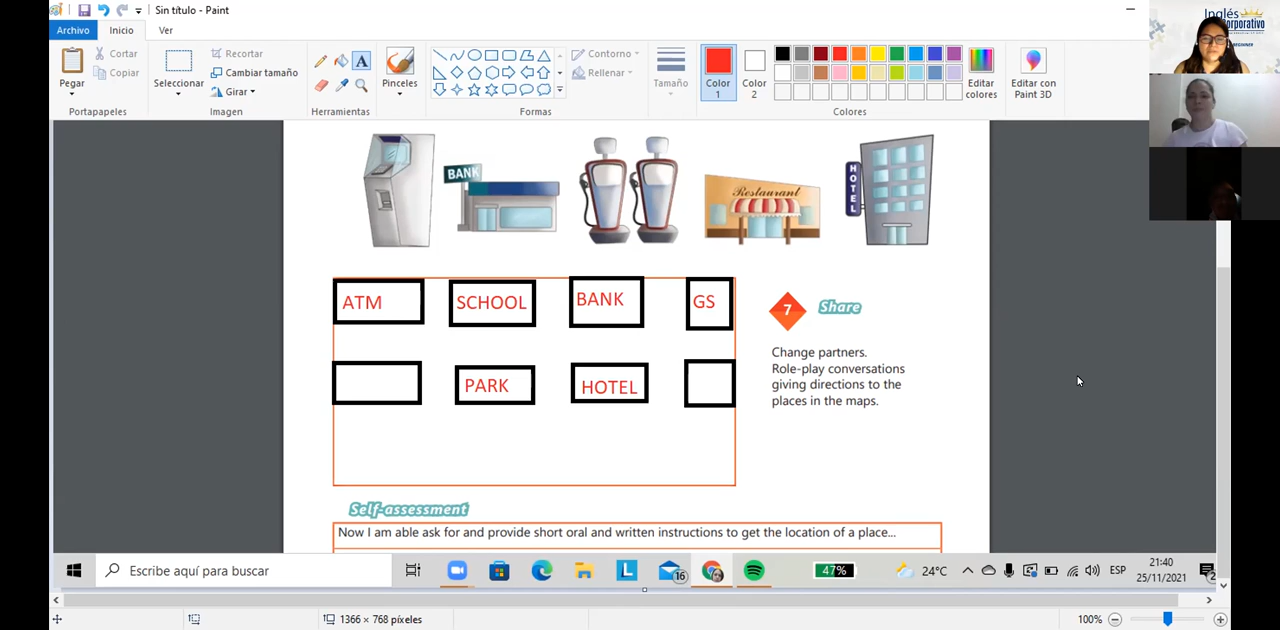 Sin título - Paint
Archivo
Inicio
Ver
Pegar
Cortar
Copiar
Portapapeles
Seleccionar
Recortar
Cambiar tamaño
Girar
Imagen
A
Herramientas
Pinceles
Formas
Contorno
Rellenar
Tamaño
Color
1
Color
2
Editar
colores
Colores
Editar con
Paint 3D
Inglés
BANK
Restaurant
HOTEL
ATM
SCHOOL
BANK
GS
PARK
HOTEL
7
Share
Change partners.
Role-play conversations
giving directions to the
places in the maps.
Self-assessment
Now I am able ask for and provide short oral and written instructions to get the location of a place...
Escribe aquí para buscar
L
16
47%
24°C
ESP
21:40
25/11/2021
2
1366 × 768 píxeles
100%